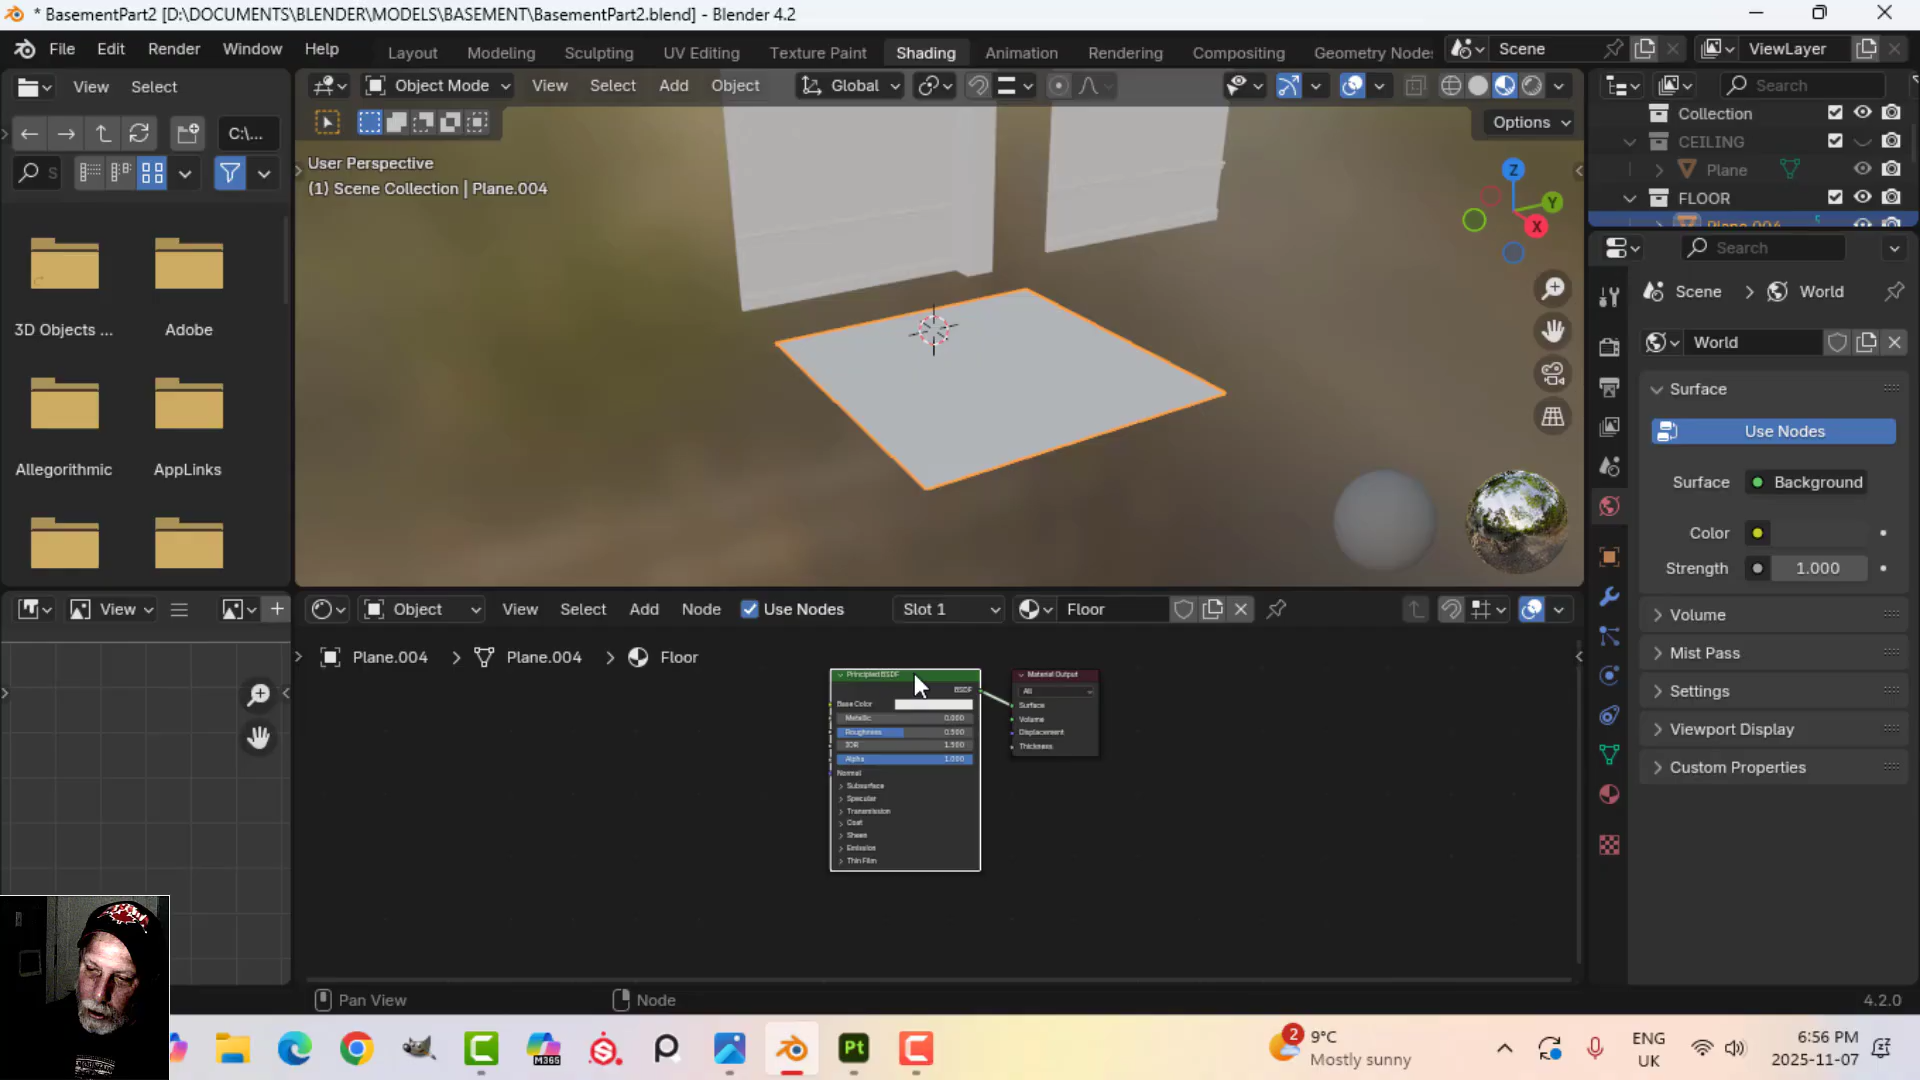 * BasementPart2 [D:\DOCUMENTS\BLENDER\MODELS\BASEMENT\BasementPart2.blend] - Blender 4.2
File Edit Render Window Help
Layout Modeling Sculpting UV Editing Texture Paint Shading Animation Rendering Compositing Geometry Node
Scene ViewLayer
View Select
Object Mode View Select Add Object Global
Search
C:\...
Options
Collection
CEILING
Plane
FLOOR
Plane.004
User Perspective
(1) Scene Collection | Plane.004
Z
Y
X
3D Objects ... Adobe
Allegorithmic AppLinks
Search
Scene > World
World
Surface
Use Nodes
Surface Background
Color
Strength 1.000
Volume
Mist Pass
Settings
Viewport Display
Custom Properties
View
Object View Select Add Node Use Nodes Slot 1 Floor
Plane.004 > Plane.004 > Floor
Principled BSDF
BSDF
Base Color
Metallic 0.000
Roughness 0.500
IOR 1.500
Alpha 1.000
Normal
Subsurface
Specular
Transmission
Coat
Sheen
Emission
Thin Film
Material Output
All
Surface
Volume
Displacement
Thickness
Pan View Node 4.2.0
M365
Pt
2
9°C
Mostly sunny
ENG
UK
6:56 PM
2025-11-07